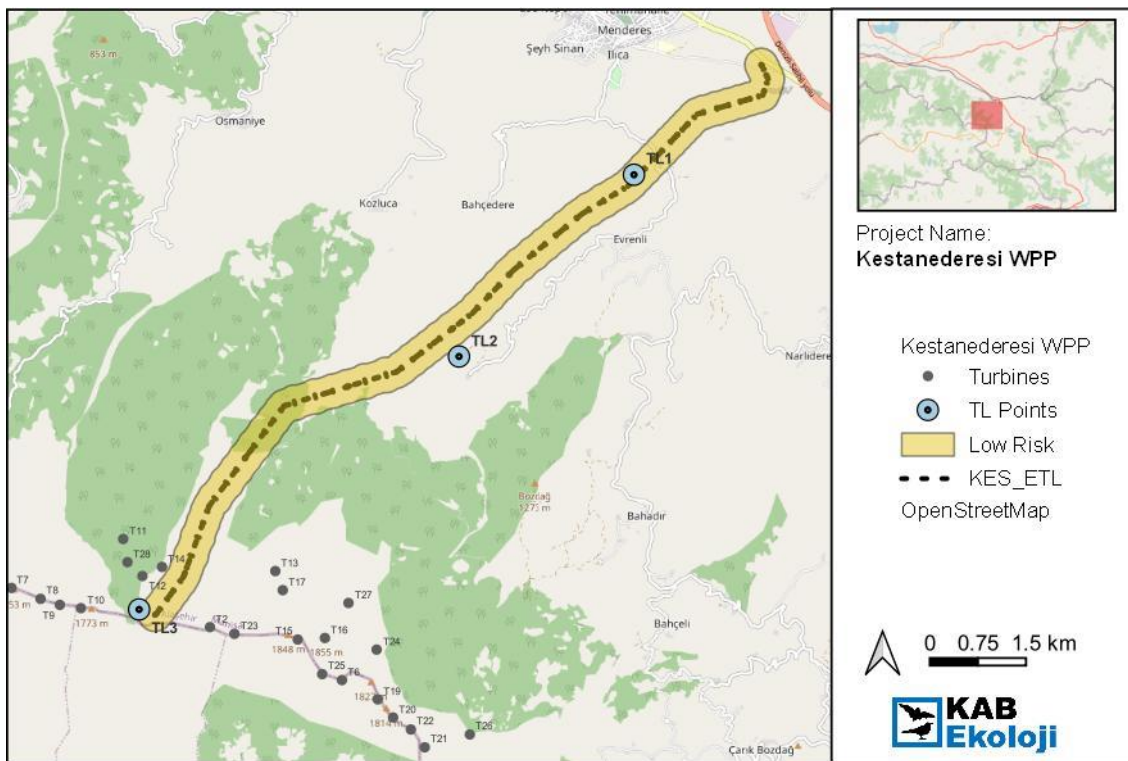 853 m
Menderes
Şeyh Sinan
Ilıca
Osmaniye
TL1
Kozluca
Bahçedere
Evrenli
TL2
Narlıdere
Bozdağ
1273 m
Bahadır
T11
T28
T14
T12
T13
T17
T7
T8
T9
T10
1773 m
TL3
T2
T23
T27
T15
1848 m
T16
1855 m
T24
Bahçeli
T25
T6
T19
T20
1814 m
T22
T21
T26
Çarık Bozdağ
Project Name:
Kestanederesi WPP
Kestanederesi WPP
Turbines
TL Points
Low Risk
KES_ETL
OpenStreetMap
0 0.75 1.5 km
KAB
Ekoloji